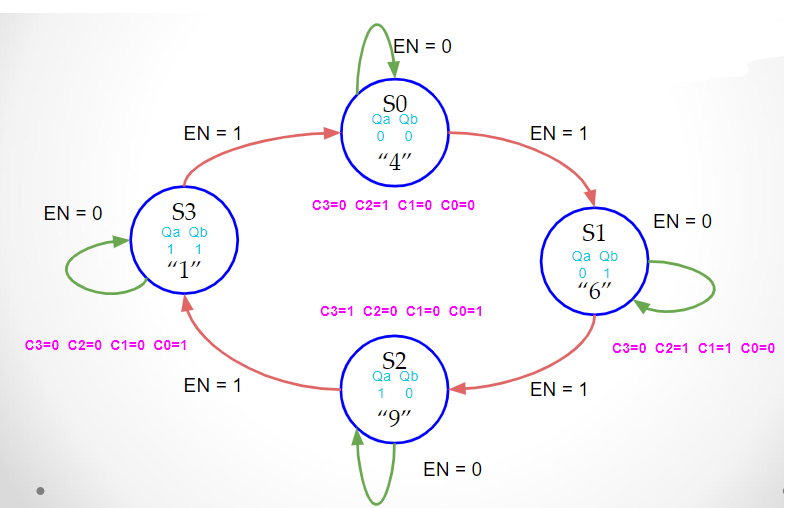 EN = 0
S0
Qa Qb
0 0
“4”
EN = 1
EN = 1
C3=0 C2=1 C1=0 C0=0
S3
Qa Qb
1 1
“1”
EN = 0
S1
Qa Qb
0 1
“6”
EN = 0
C3=1 C2=0 C1=0 C0=1
C3=0 C2=0 C1=0 C0=1
C3=0 C2=1 C1=1 C0=0
S2
Qa Qb
1 0
“9”
EN = 1
EN = 1
EN = 0